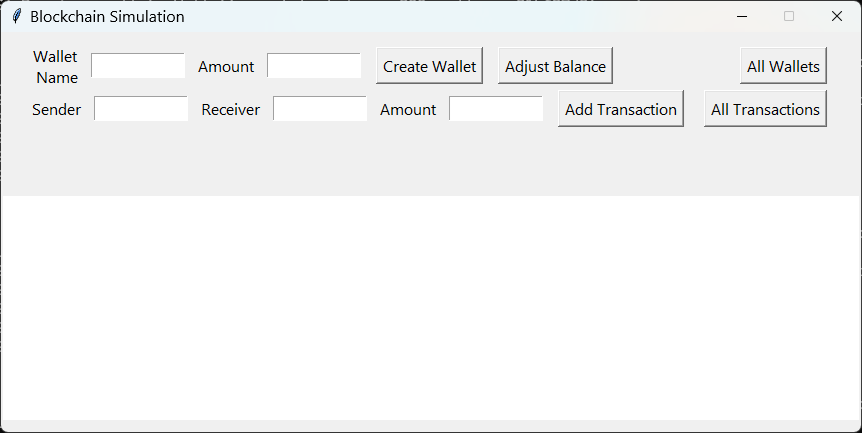 Blockchain Simulation
Wallet Name Amount Create Wallet Adjust Balance All Wallets
Sender Receiver Amount Add Transaction All Transactions